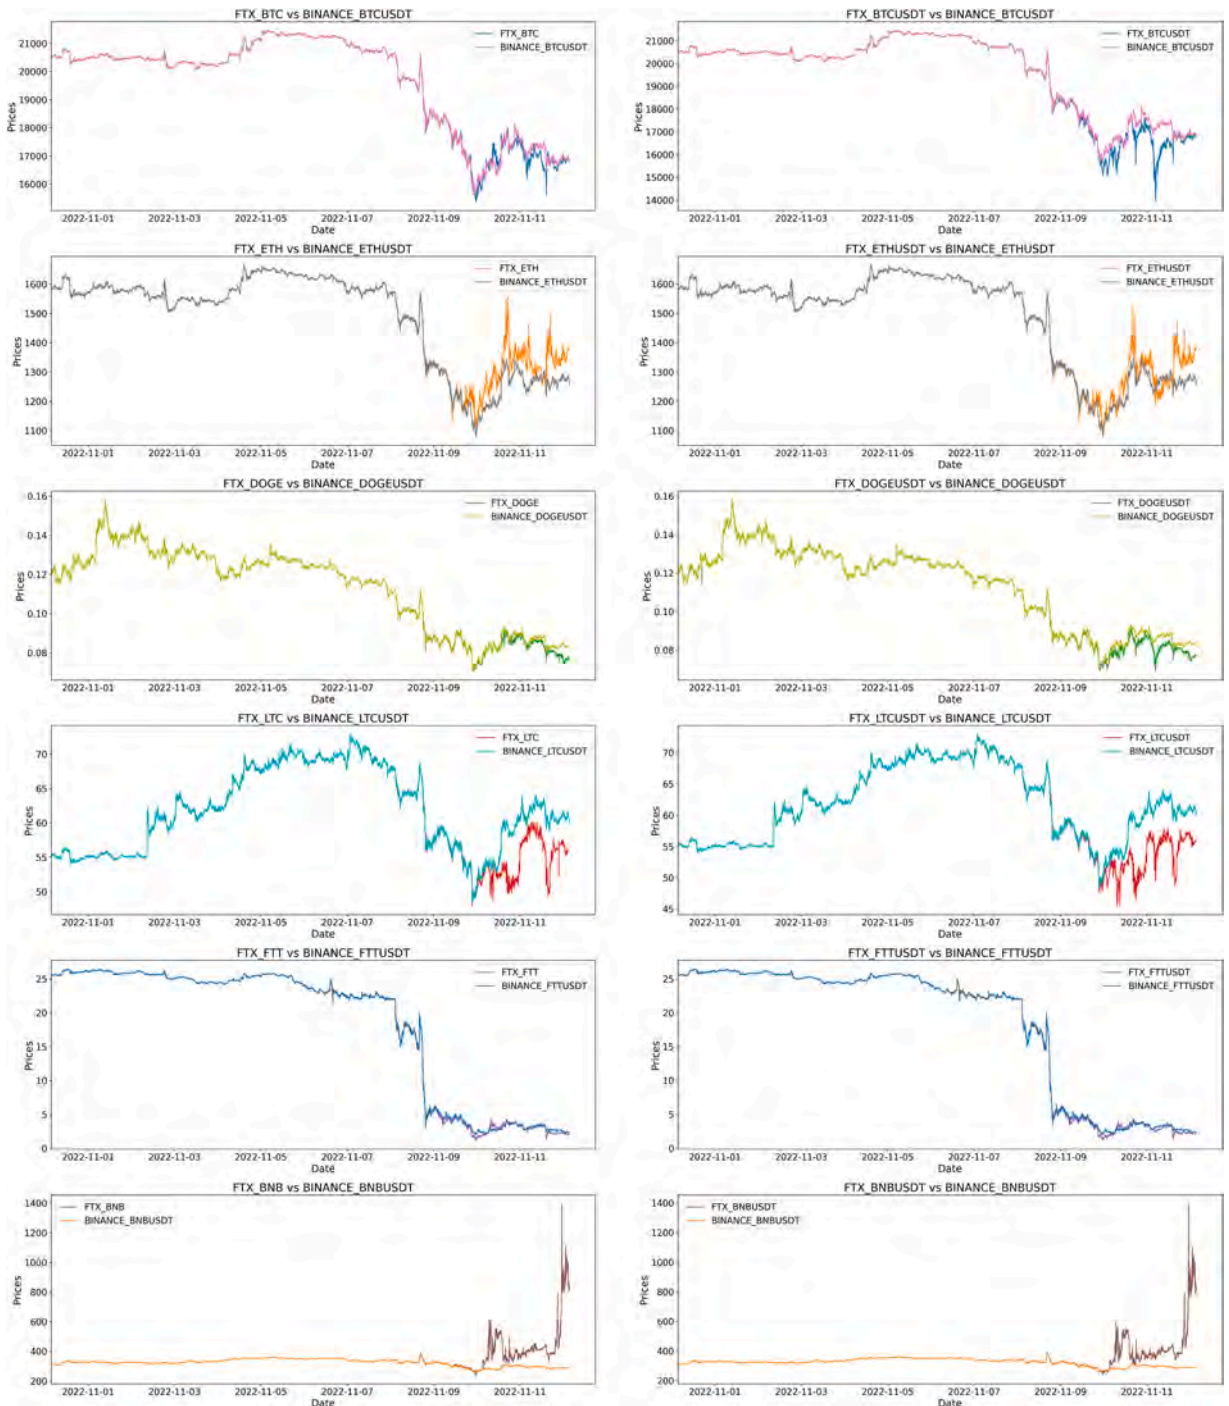 FTX_BTC vs BINANCE_BTCUSDT
FTX_BTC
BINANCE_BTCUSDT
21000
20000
19000
18000
17000
16000
Prices
2022-11-01 2022-11-03 2022-11-05 2022-11-07 2022-11-09 2022-11-11
Date
FTX_BTCUSDT vs BINANCE_BTCUSDT
FTX_BTCUSDT
BINANCE_BTCUSDT
21000
20000
19000
18000
17000
16000
15000
14000
Prices
2022-11-01 2022-11-03 2022-11-05 2022-11-07 2022-11-09 2022-11-11
Date
FTX_ETH vs BINANCE_ETHUSDT
FTX_ETH
BINANCE_ETHUSDT
1600
1500
1400
1300
1200
1100
Prices
2022-11-01 2022-11-03 2022-11-05 2022-11-07 2022-11-09 2022-11-11
Date
FTX_ETHUSDT vs BINANCE_ETHUSDT
FTX_ETHUSDT
BINANCE_ETHUSDT
1600
1500
1400
1300
1200
1100
Prices
2022-11-01 2022-11-03 2022-11-05 2022-11-07 2022-11-09 2022-11-11
Date
FTX_DOGE vs BINANCE_DOGEUSDT
FTX_DOGE
BINANCE_DOGEUSDT
0.16
0.14
0.12
0.10
0.08
Prices
2022-11-01 2022-11-03 2022-11-05 2022-11-07 2022-11-09 2022-11-11
Date
FTX_DOGEUSDT vs BINANCE_DOGEUSDT
FTX_DOGEUSDT
BINANCE_DOGEUSDT
0.16
0.14
0.12
0.10
0.08
Prices
2022-11-01 2022-11-03 2022-11-05 2022-11-07 2022-11-09 2022-11-11
Date
FTX_LTC vs BINANCE_LTCUSDT
FTX_LTC
BINANCE_LTCUSDT
70
65
60
55
50
Prices
2022-11-01 2022-11-03 2022-11-05 2022-11-07 2022-11-09 2022-11-11
Date
FTX_LTCUSDT vs BINANCE_LTCUSDT
FTX_LTCUSDT
BINANCE_LTCUSDT
70
65
60
55
50
45
Prices
2022-11-01 2022-11-03 2022-11-05 2022-11-07 2022-11-09 2022-11-11
Date
FTX_FTT vs BINANCE_FTTUSDT
FTX_FTT
BINANCE_FTTUSDT
25
20
15
10
5
0
Prices
2022-11-01 2022-11-03 2022-11-05 2022-11-07 2022-11-09 2022-11-11
Date
FTX_FTTUSDT vs BINANCE_FTTUSDT
FTX_FTTUSDT
BINANCE_FTTUSDT
25
20
15
10
5
0
Prices
2022-11-01 2022-11-03 2022-11-05 2022-11-07 2022-11-09 2022-11-11
Date
FTX_BNB vs BINANCE_BNBUSDT
FTX_BNB
BINANCE_BNBUSDT
1400
1200
1000
800
600
400
200
Prices
2022-11-01 2022-11-03 2022-11-05 2022-11-07 2022-11-09 2022-11-11
Date
FTX_BNBUSDT vs BINANCE_BNBUSDT
FTX_BNBUSDT
BINANCE_BNBUSDT
1400
1200
1000
800
600
400
200
Prices
2022-11-01 2022-11-03 2022-11-05 2022-11-07 2022-11-09 2022-11-11
Date